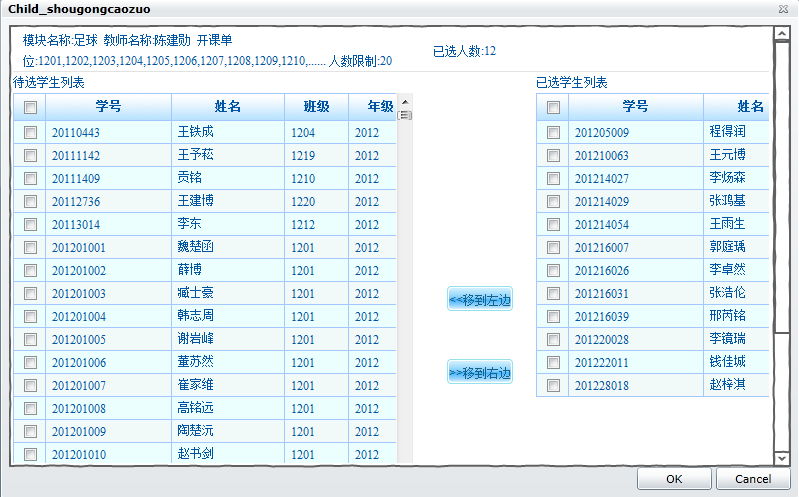 Child_shougongcaozuo
模块名称:足球 教师名称:陈建勋 开课单
位:1201,1202,1203,1204,1205,1206,1207,1208,1209,1210,...... 人数限制:20
已选人数:12
待选学生列表
学号 姓名 班级 年级
20110443 王铁成 1204 2012
20111142 王予菘 1219 2012
20111409 贡铭 1210 2012
20112736 王建博 1220 2012
20113014 李东 1212 2012
201201001 魏楚函 1201 2012
201201002 薛博 1201 2012
201201003 臧士豪 1201 2012
201201004 韩志周 1201 2012
201201005 谢岩峰 1201 2012
201201006 董苏然 1201 2012
201201007 崔家维 1201 2012
201201008 高铭远 1201 2012
201201009 陶楚沅 1201 2012
201201010 赵书剑 1201 2012
<<移到左边
>>移到右边
已选学生列表
学号 姓名
201205009 程得润
201210063 王元博
201214027 李炀森
201214029 张鸿基
201214054 王雨生
201216007 郭庭瑀
201216026 李卓然
201216031 张浩伦
201216039 邢芮铭
201220028 李镜瑞
201222011 钱佳城
201228018 赵梓淇
OK Cancel